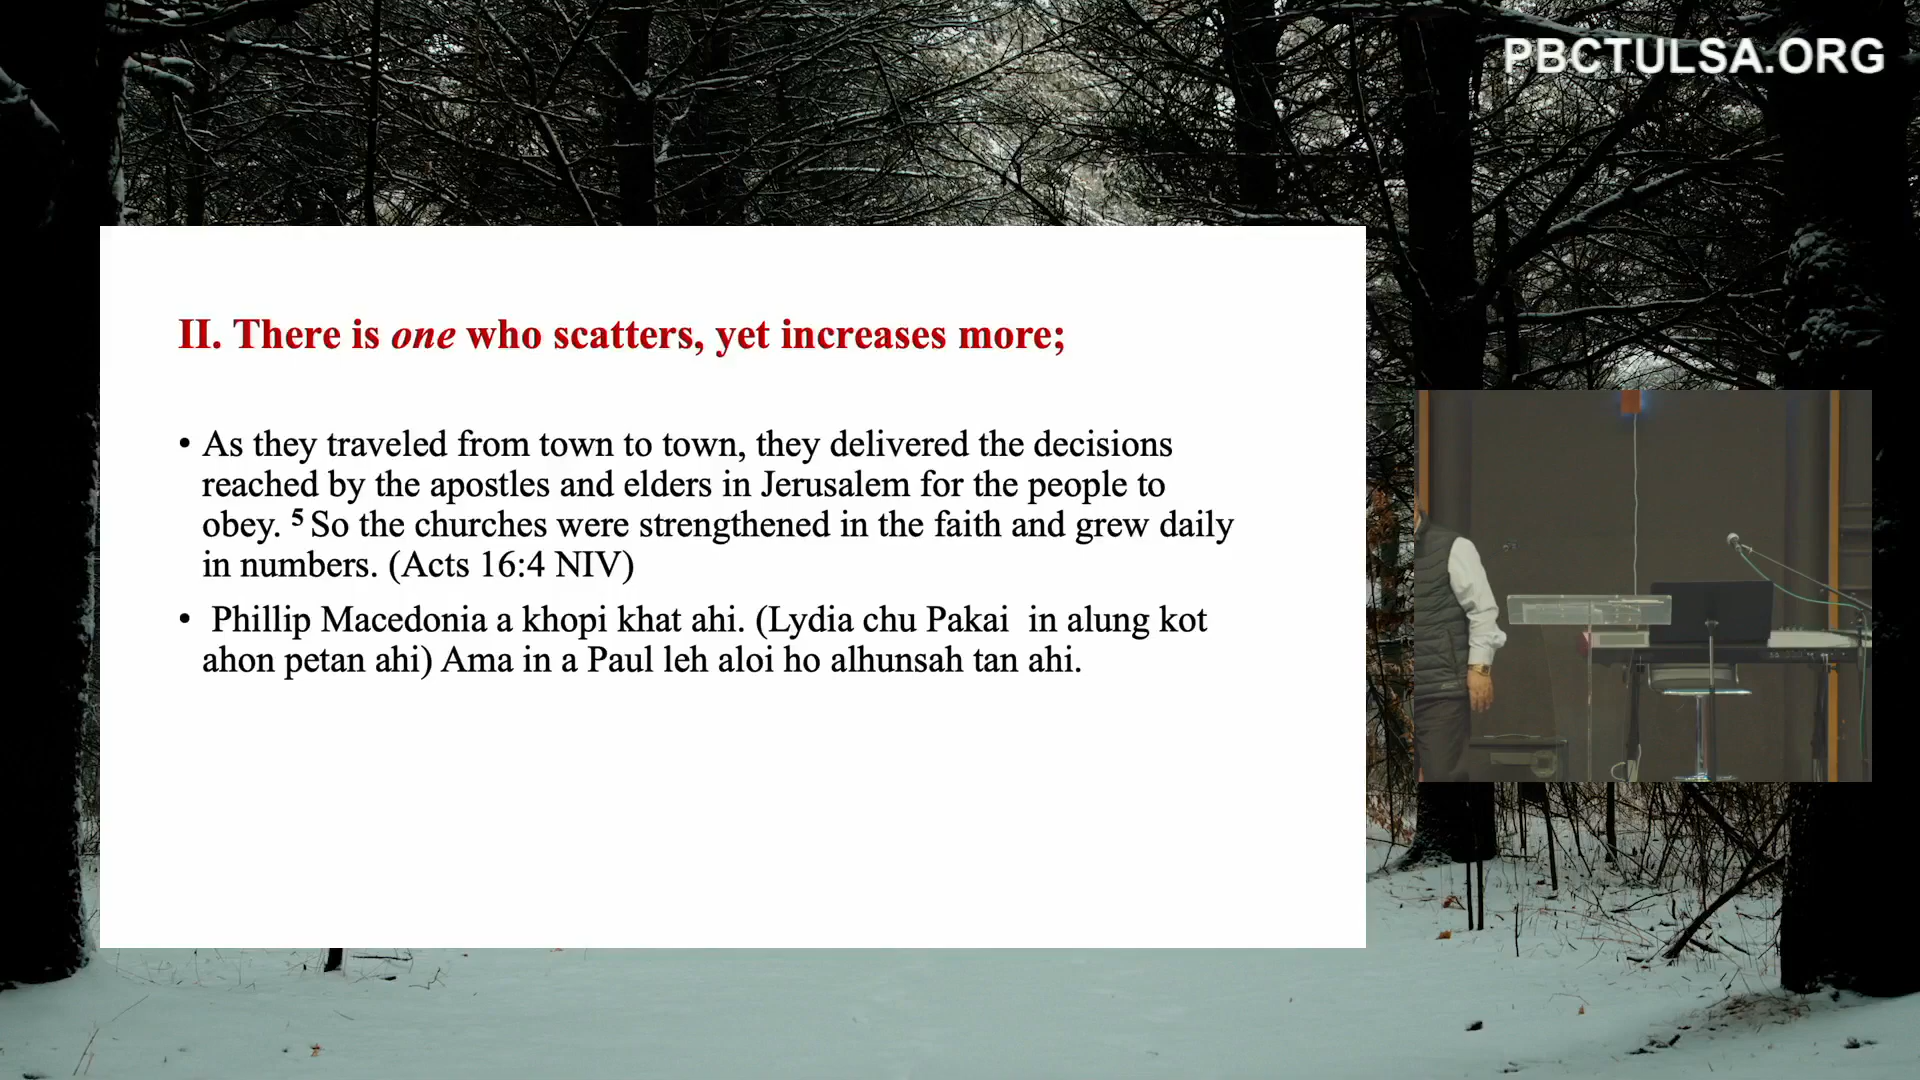 PBCTULSA.ORG
II. There is one who scatters, yet increases more;
• As they traveled from town to town, they delivered the decisions
reached by the apostles and elders in Jerusalem for the people to
obey. ⁵ So the churches were strengthened in the faith and grew daily
in numbers. (Acts 16:4 NIV)
• Phillip Macedonia a khopi khat ahi. (Lydia chu Pakai in alung kot
ahon petan ahi) Ama in a Paul leh aloi ho alhunsah tan ahi.